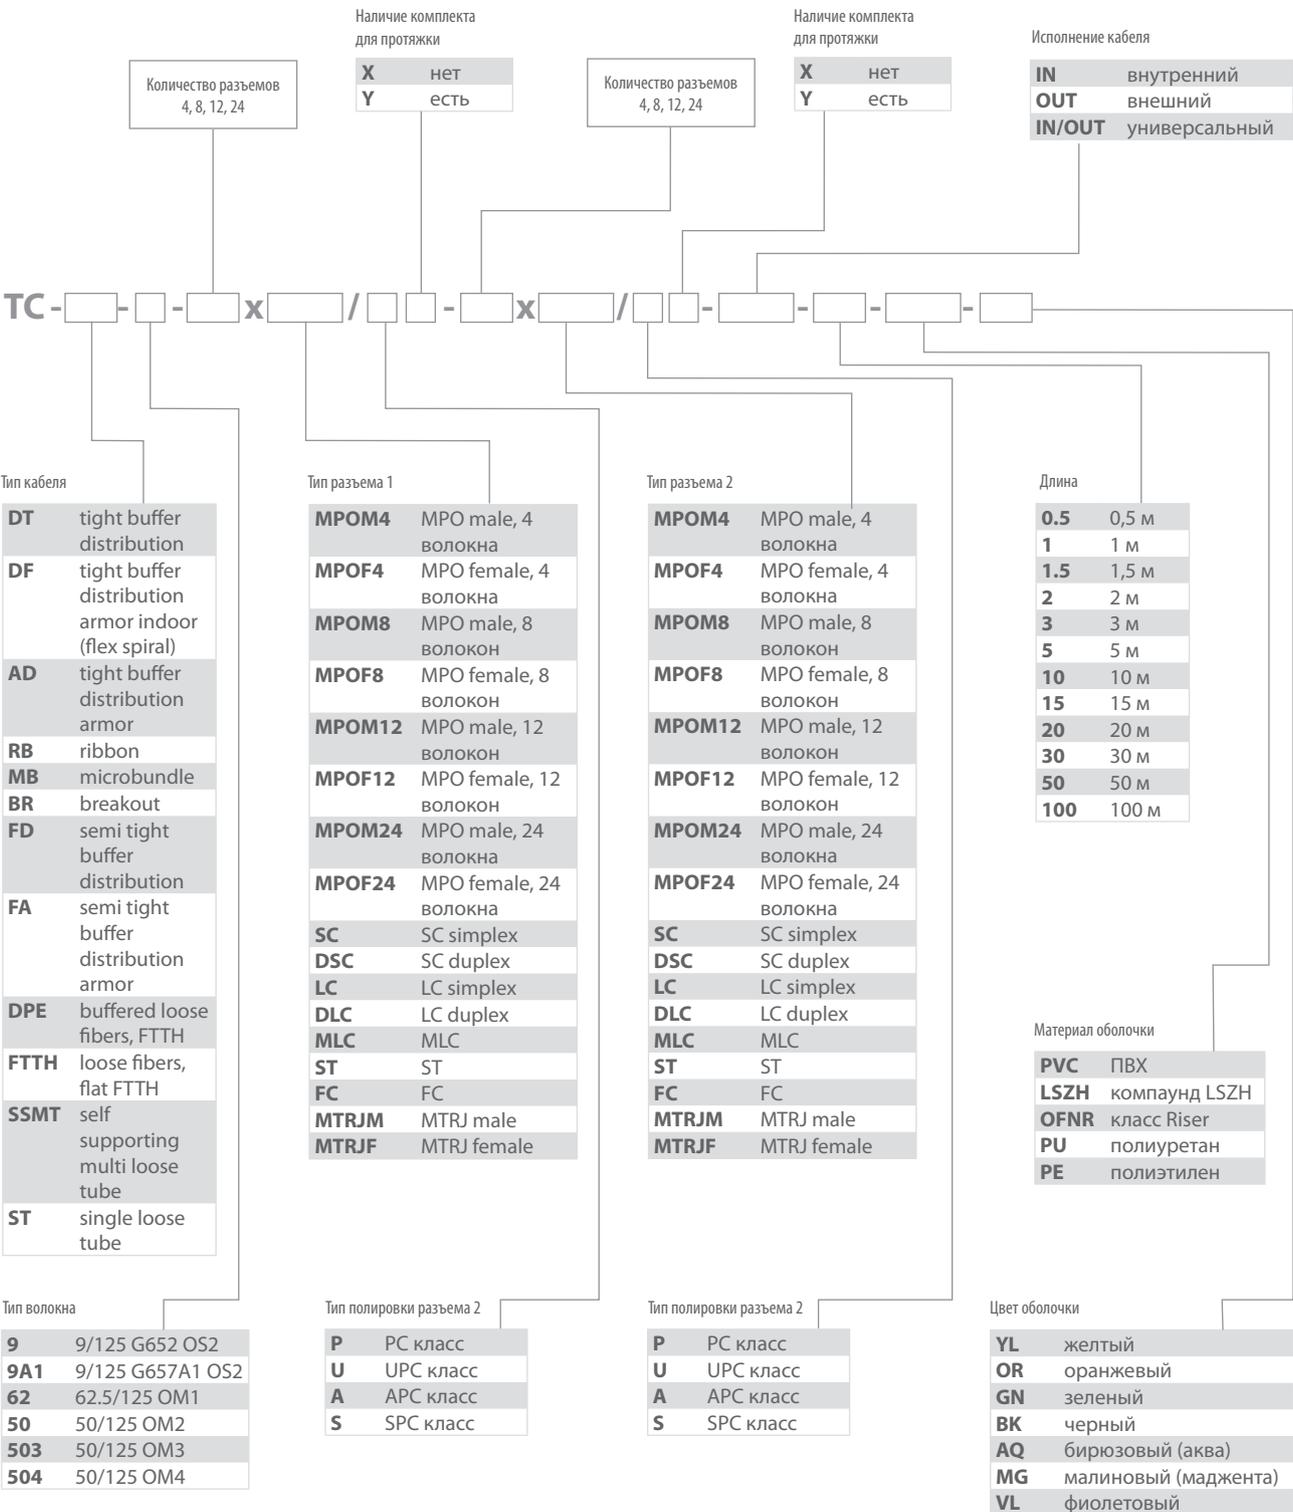 Наличие комплекта
для протяжки
X нет
Y есть
Количество разъемов
4, 8, 12, 24
Наличие комплекта
для протяжки
X нет
Y есть
Количество разъемов
4, 8, 12, 24
Исполнение кабеля
IN внутренний
OUT внешний
IN/OUT универсальный
TC - - - x / - x / - - - -
Тип кабеля
DT tight buffer
distribution
DF tight buffer
distribution
armor indoor
(flex spiral)
AD tight buffer
distribution
armor
RB ribbon
MB microbundle
BR breakout
FD semi tight
buffer
distribution
FA semi tight
buffer
distribution
armor
DPE buffered loose
fibers, FTTH
FTTH loose fibers,
flat FTTH
SSMT self
supporting
multi loose
tube
ST single loose
tube
Тип разъема 1
MPOM4 MPO male, 4
волокна
MPOF4 MPO female, 4
волокна
MPOM8 MPO male, 8
волокон
MPOF8 MPO female, 8
волокон
MPOM12 MPO male, 12
волокон
MPOF12 MPO female, 12
волокон
MPOM24 MPO male, 24
волокна
MPOF24 MPO female, 24
волокна
SC SC simplex
DSC SC duplex
LC LC simplex
DLC LC duplex
MLC MLC
ST ST
FC FC
MTRJM MTRJ male
MTRJF MTRJ female
Тип разъема 2
MPOM4 MPO male, 4
волокна
MPOF4 MPO female, 4
волокна
MPOM8 MPO male, 8
волокон
MPOF8 MPO female, 8
волокон
MPOM12 MPO male, 12
волокон
MPOF12 MPO female, 12
волокон
MPOM24 MPO male, 24
волокна
MPOF24 MPO female, 24
волокна
SC SC simplex
DSC SC duplex
LC LC simplex
DLC LC duplex
MLC MLC
ST ST
FC FC
MTRJM MTRJ male
MTRJF MTRJ female
Длина
0.5 0,5 м
1 1 м
1.5 1,5 м
2 2 м
3 3 м
5 5 м
10 10 м
15 15 м
20 20 м
30 30 м
50 50 м
100 100 м
Материал оболочки
PVC ПВХ
LSZH компаунд LSZH
OFNR класс Riser
PU полиуретан
PE полиэтилен
Тип волокна
9 9/125 G652 OS2
9A1 9/125 G657A1 OS2
62 62.5/125 OM1
50 50/125 OM2
503 50/125 OM3
504 50/125 OM4
Тип полировки разъема 2
P PC класс
U UPC класс
A APC класс
S SPC класс
Тип полировки разъема 2
P PC класс
U UPC класс
A APC класс
S SPC класс
Цвет оболочки
YL желтый
OR оранжевый
GN зеленый
BK черный
AQ бирюзовый (аква)
MG малиновый (маджента)
VL фиолетовый